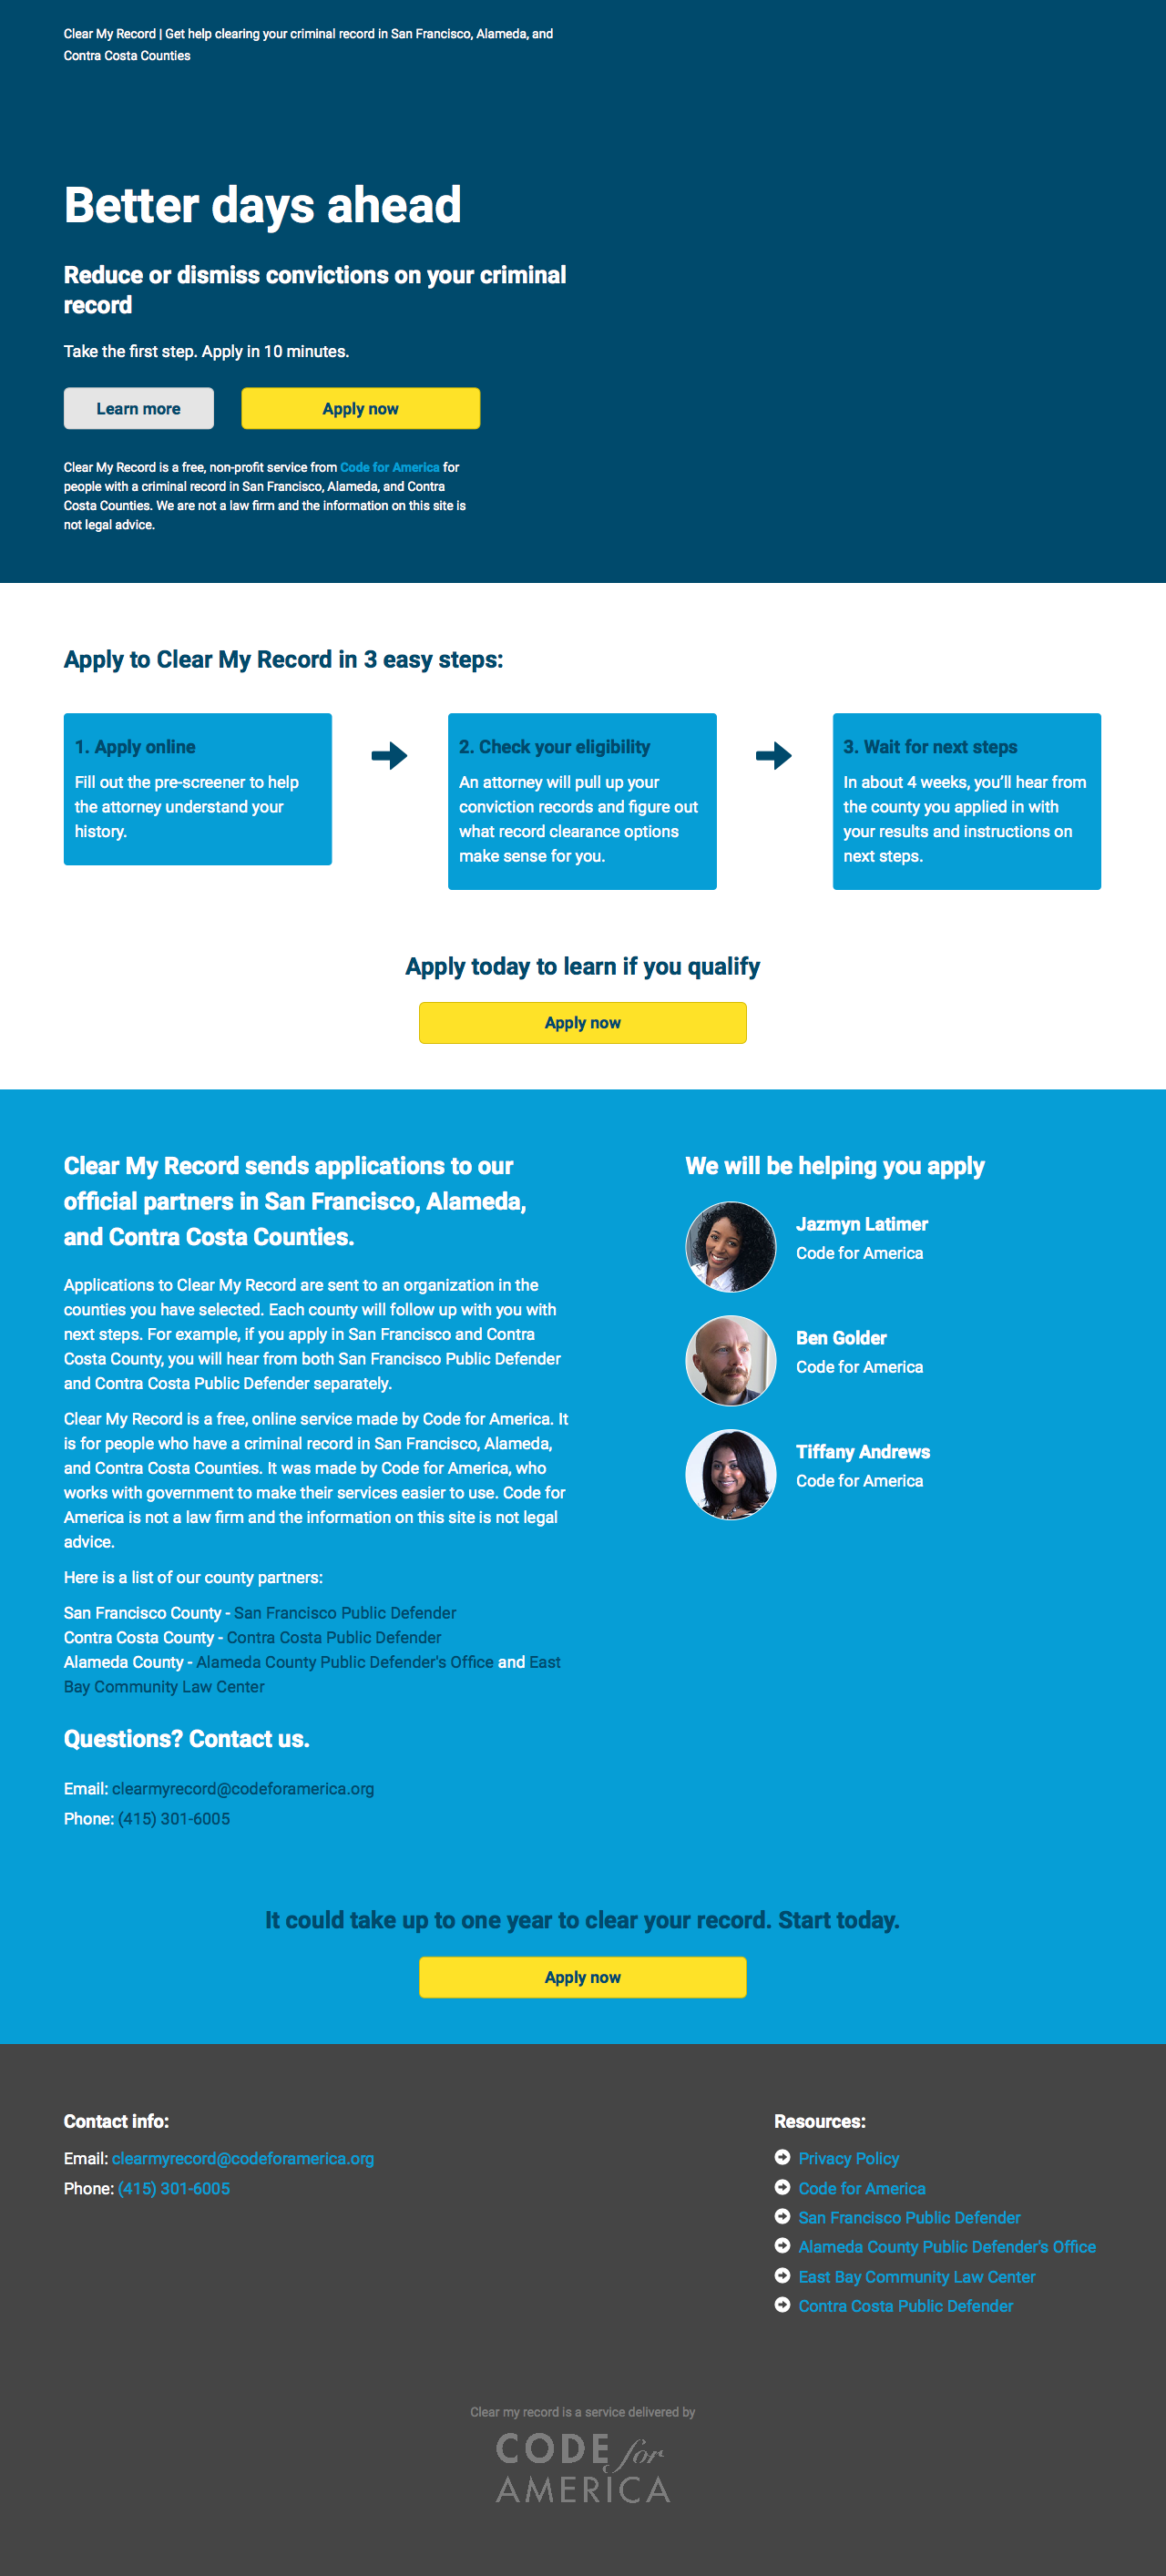 Clear My Record | Get help clearing your criminal record in San Francisco, Alameda, and
Contra Costa Counties
Better days ahead
Reduce or dismiss convictions on your criminal
record
Take the first step. Apply in 10 minutes.
Learn more
Apply now
Clear My Record is a free, non-profit service from Code for America for
people with a criminal record in San Francisco, Alameda, and Contra
Costa Counties. We are not a law firm and the information on this site is
not legal advice.
Apply to Clear My Record in 3 easy steps:
1. Apply online
Fill out the pre-screener to help
the attorney understand your
history.
2. Check your eligibility
An attorney will pull up your
conviction records and figure out
what record clearance options
make sense for you.
3. Wait for next steps
In about 4 weeks, you’ll hear from
the county you applied in with
your results and instructions on
next steps.
Apply today to learn if you qualify
Apply now
Clear My Record sends applications to our
official partners in San Francisco, Alameda,
and Contra Costa Counties.
Applications to Clear My Record are sent to an organization in the
counties you have selected. Each county will follow up with you with
next steps. For example, if you apply in San Francisco and Contra
Costa County, you will hear from both San Francisco Public Defender
and Contra Costa Public Defender separately.
Clear My Record is a free, online service made by Code for America. It
is for people who have a criminal record in San Francisco, Alameda,
and Contra Costa Counties. It was made by Code for America, who
works with government to make their services easier to use. Code for
America is not a law firm and the information on this site is not legal
advice.
Here is a list of our county partners:
San Francisco County - San Francisco Public Defender
Contra Costa County - Contra Costa Public Defender
Alameda County - Alameda County Public Defender's Office and East
Bay Community Law Center
Questions? Contact us.
Email: clearmyrecord@codeforamerica.org
Phone: (415) 301-6005
We will be helping you apply
Jazmyn Latimer
Code for America
Ben Golder
Code for America
Tiffany Andrews
Code for America
It could take up to one year to clear your record. Start today.
Apply now
Contact info:
Email: clearmyrecord@codeforamerica.org
Phone: (415) 301-6005
Resources:
Privacy Policy
Code for America
San Francisco Public Defender
Alameda County Public Defender's Office
East Bay Community Law Center
Contra Costa Public Defender
Clear my record is a service delivered by
CODE for
AMERICA